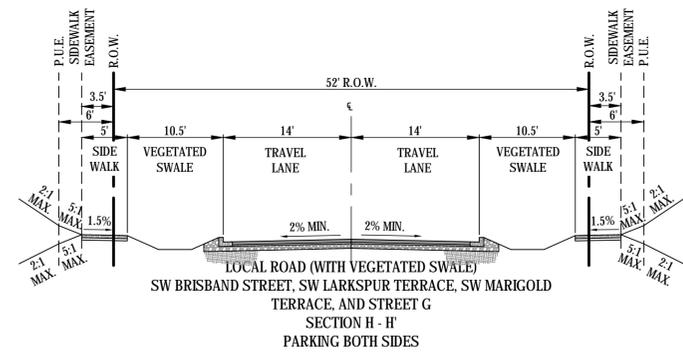 P.U.E.
SIDEWALK
EASEMENT
R.O.W.
R.O.W.
SIDEWALK
EASEMENT
P.U.E.
52' R.O.W.
3.5'
3.5'
6'
6'
℄
5'
10.5'
14'
14'
10.5'
5'
SIDE
WALK
VEGETATED
SWALE
TRAVEL
LANE
TRAVEL
LANE
VEGETATED
SWALE
SIDE
WALK
2:1
MAX.
5:1
MAX.
1.5%
2% MIN.
2% MIN.
1.5%
5:1
MAX.
2:1
MAX.
2:1
MAX.
5:1
MAX.
5:1
MAX.
2:1
MAX.
LOCAL ROAD (WITH VEGETATED SWALE)
SW BRISBAND STREET, SW LARKSPUR TERRACE, SW MARIGOLD
TERRACE, AND STREET G
SECTION H - H'
PARKING BOTH SIDES